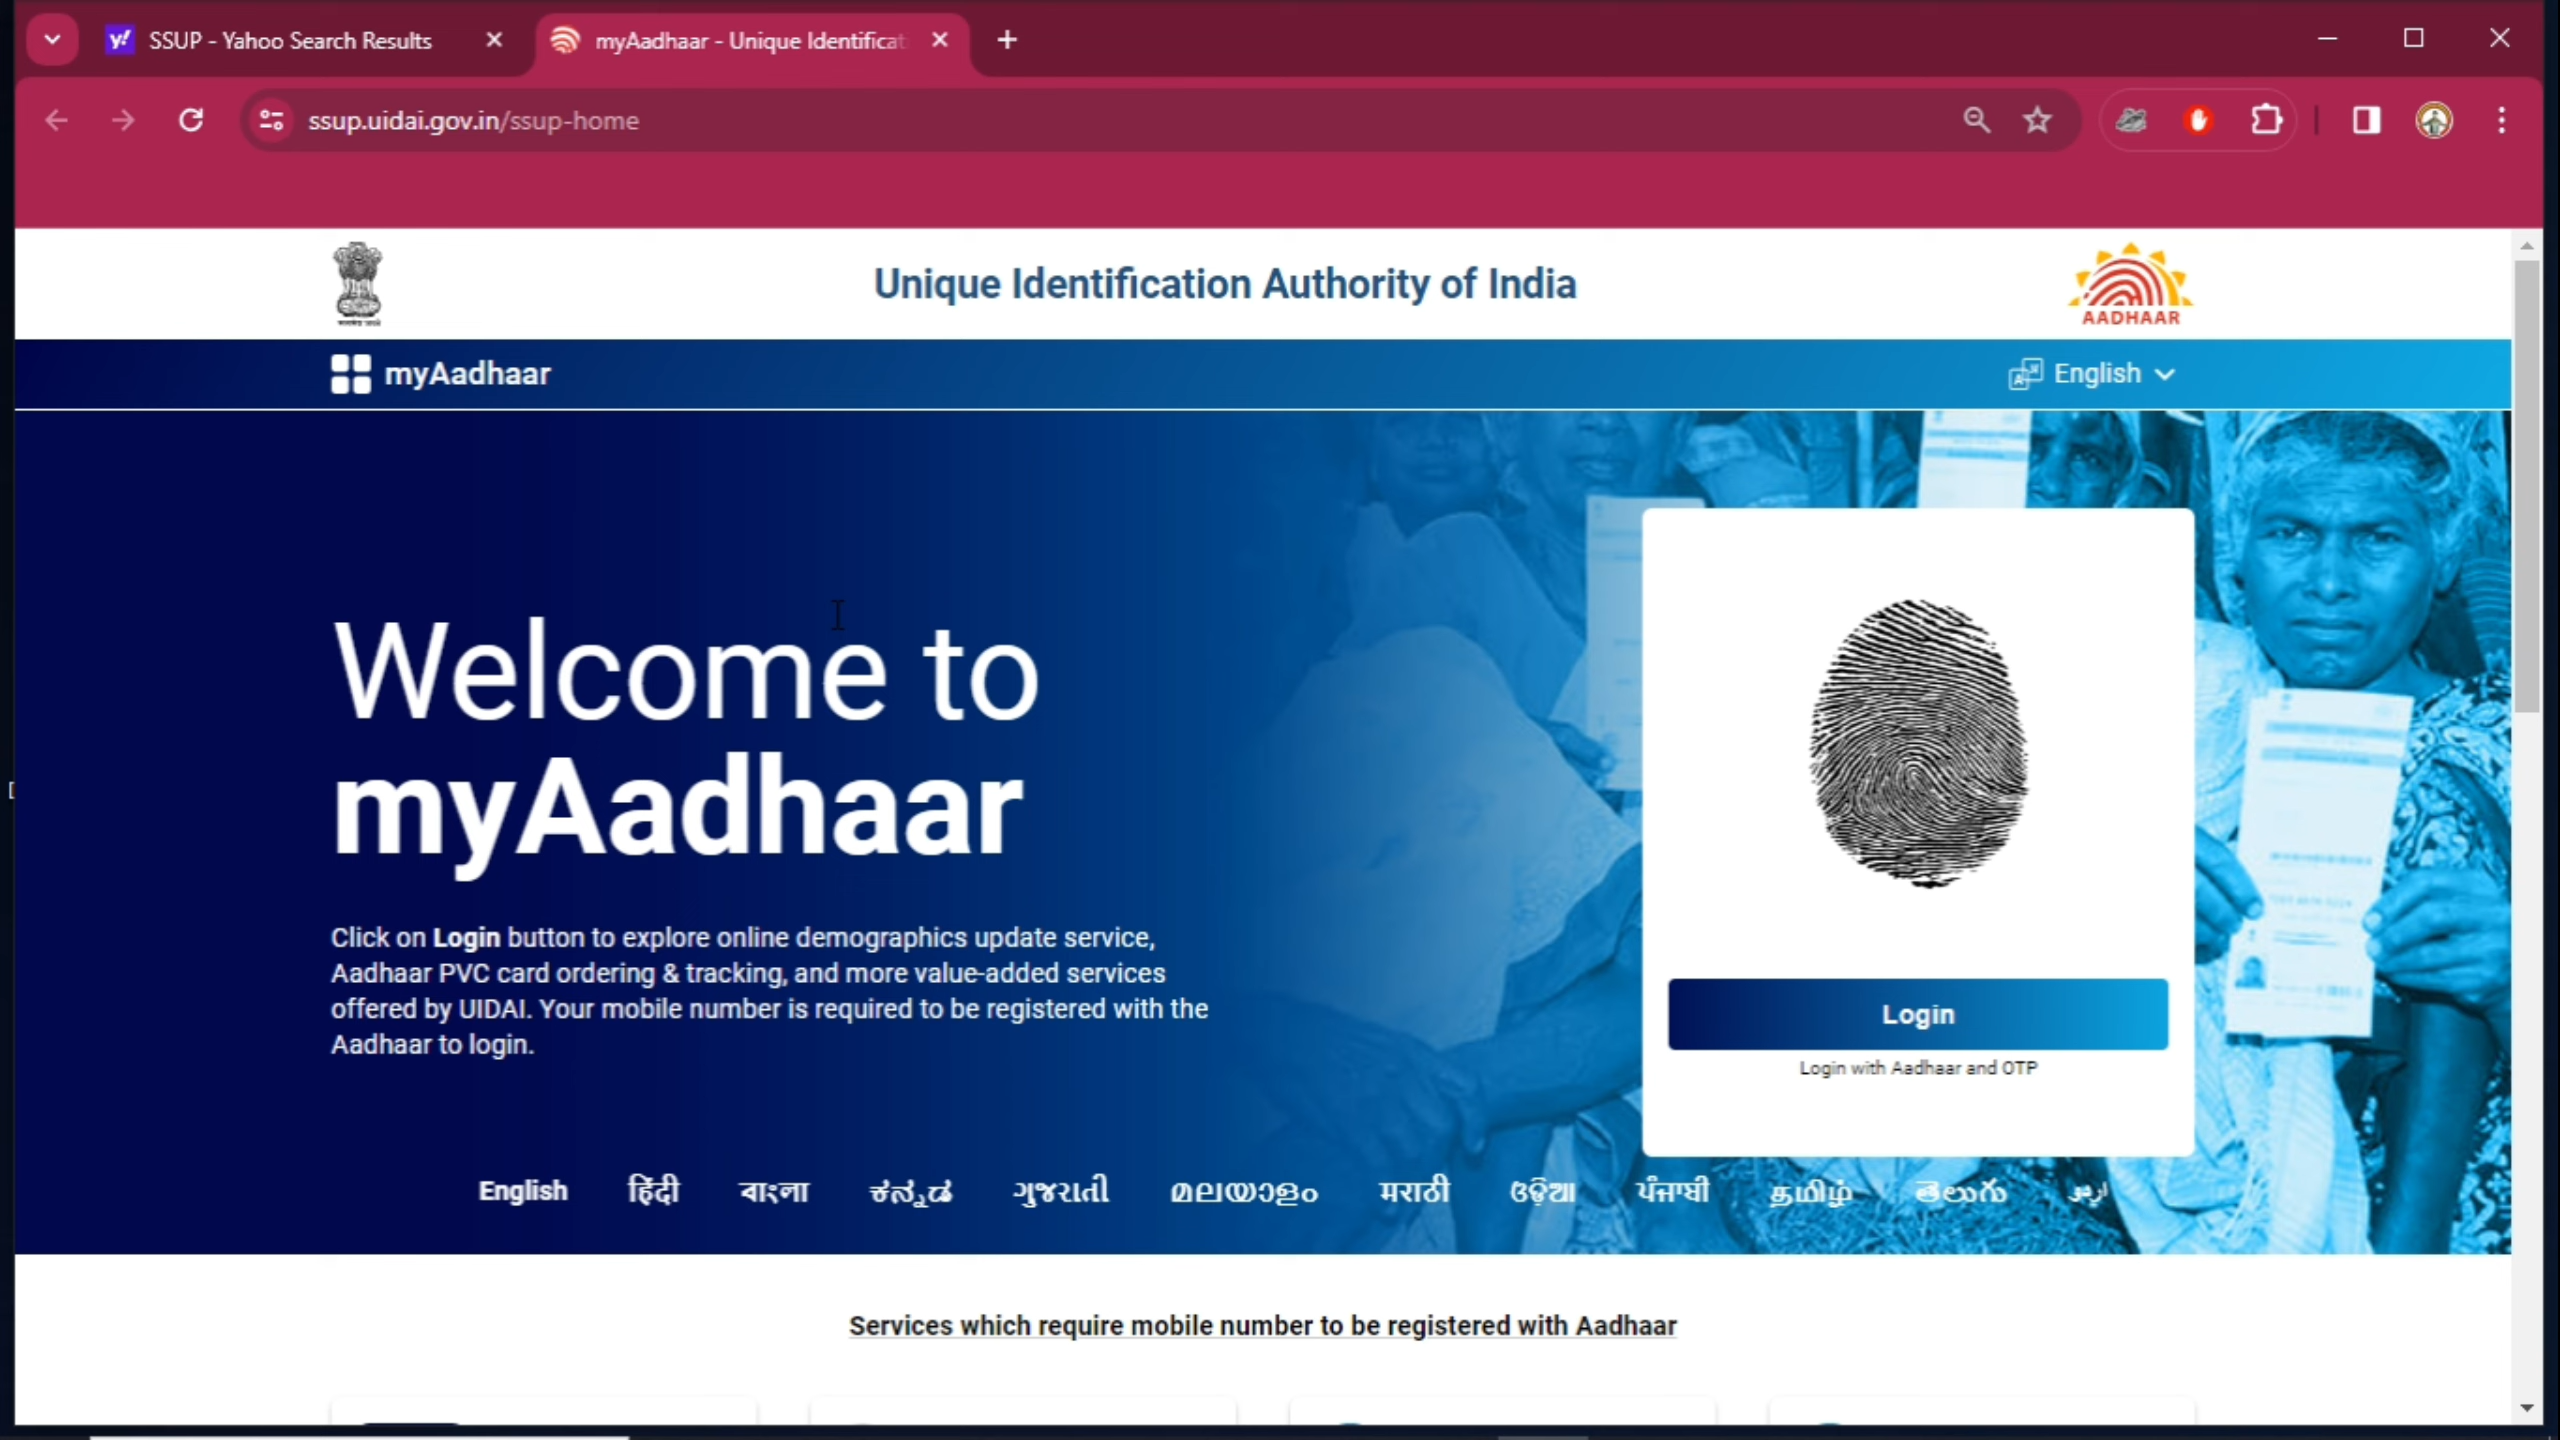 SSUP - Yahoo Search Results
myAadhaar - Unique Identificat
ssup.uidai.gov.in/ssup-home
Unique Identification Authority of India
AADHAAR
myAadhaar
English
Welcome to
myAadhaar
Click on Login button to explore online demographics update service,
Aadhaar PVC card ordering & tracking, and more value-added services
offered by UIDAI. Your mobile number is required to be registered with the
Aadhaar to login.
Login
Login with Aadhaar and OTP
English हिंदी বাংলা ಕನ್ನಡ ગુજરાતી മലയാളം मराठी ଓଡ଼ିଆ ਪੰਜਾਬੀ தமிழ் తెలుగు اردو
Services which require mobile number to be registered with Aadhaar